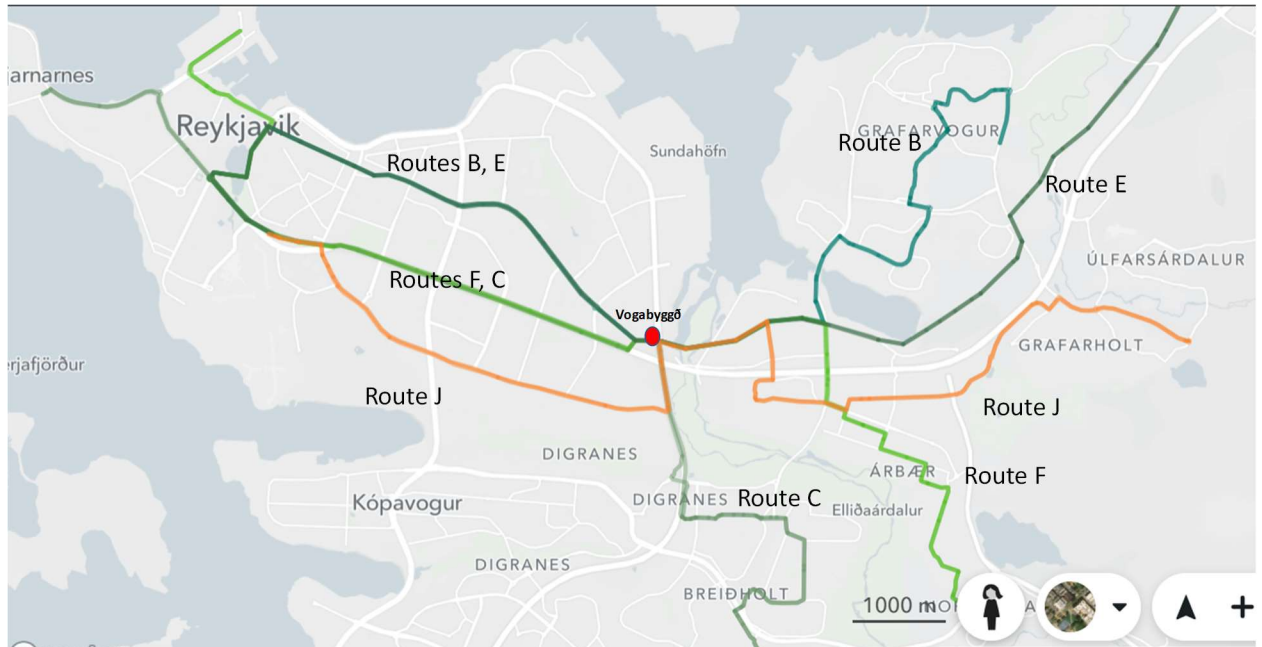 jarnarnes
Reykjavik
GRAFARVOGUR
Route B
Sundahöfn
Routes B, E
Route E
ÚLFARSÁRDALUR
Routes F, C
Vogabyggð
GRAFARHOLT
erjafjörður
Route J
Route J
DIGRANES
ÁRBÆR
Route F
Kópavogur
DIGRANES
Route C
Elliðaárdalur
DIGRANES
BREIÐHOLT
1000 m